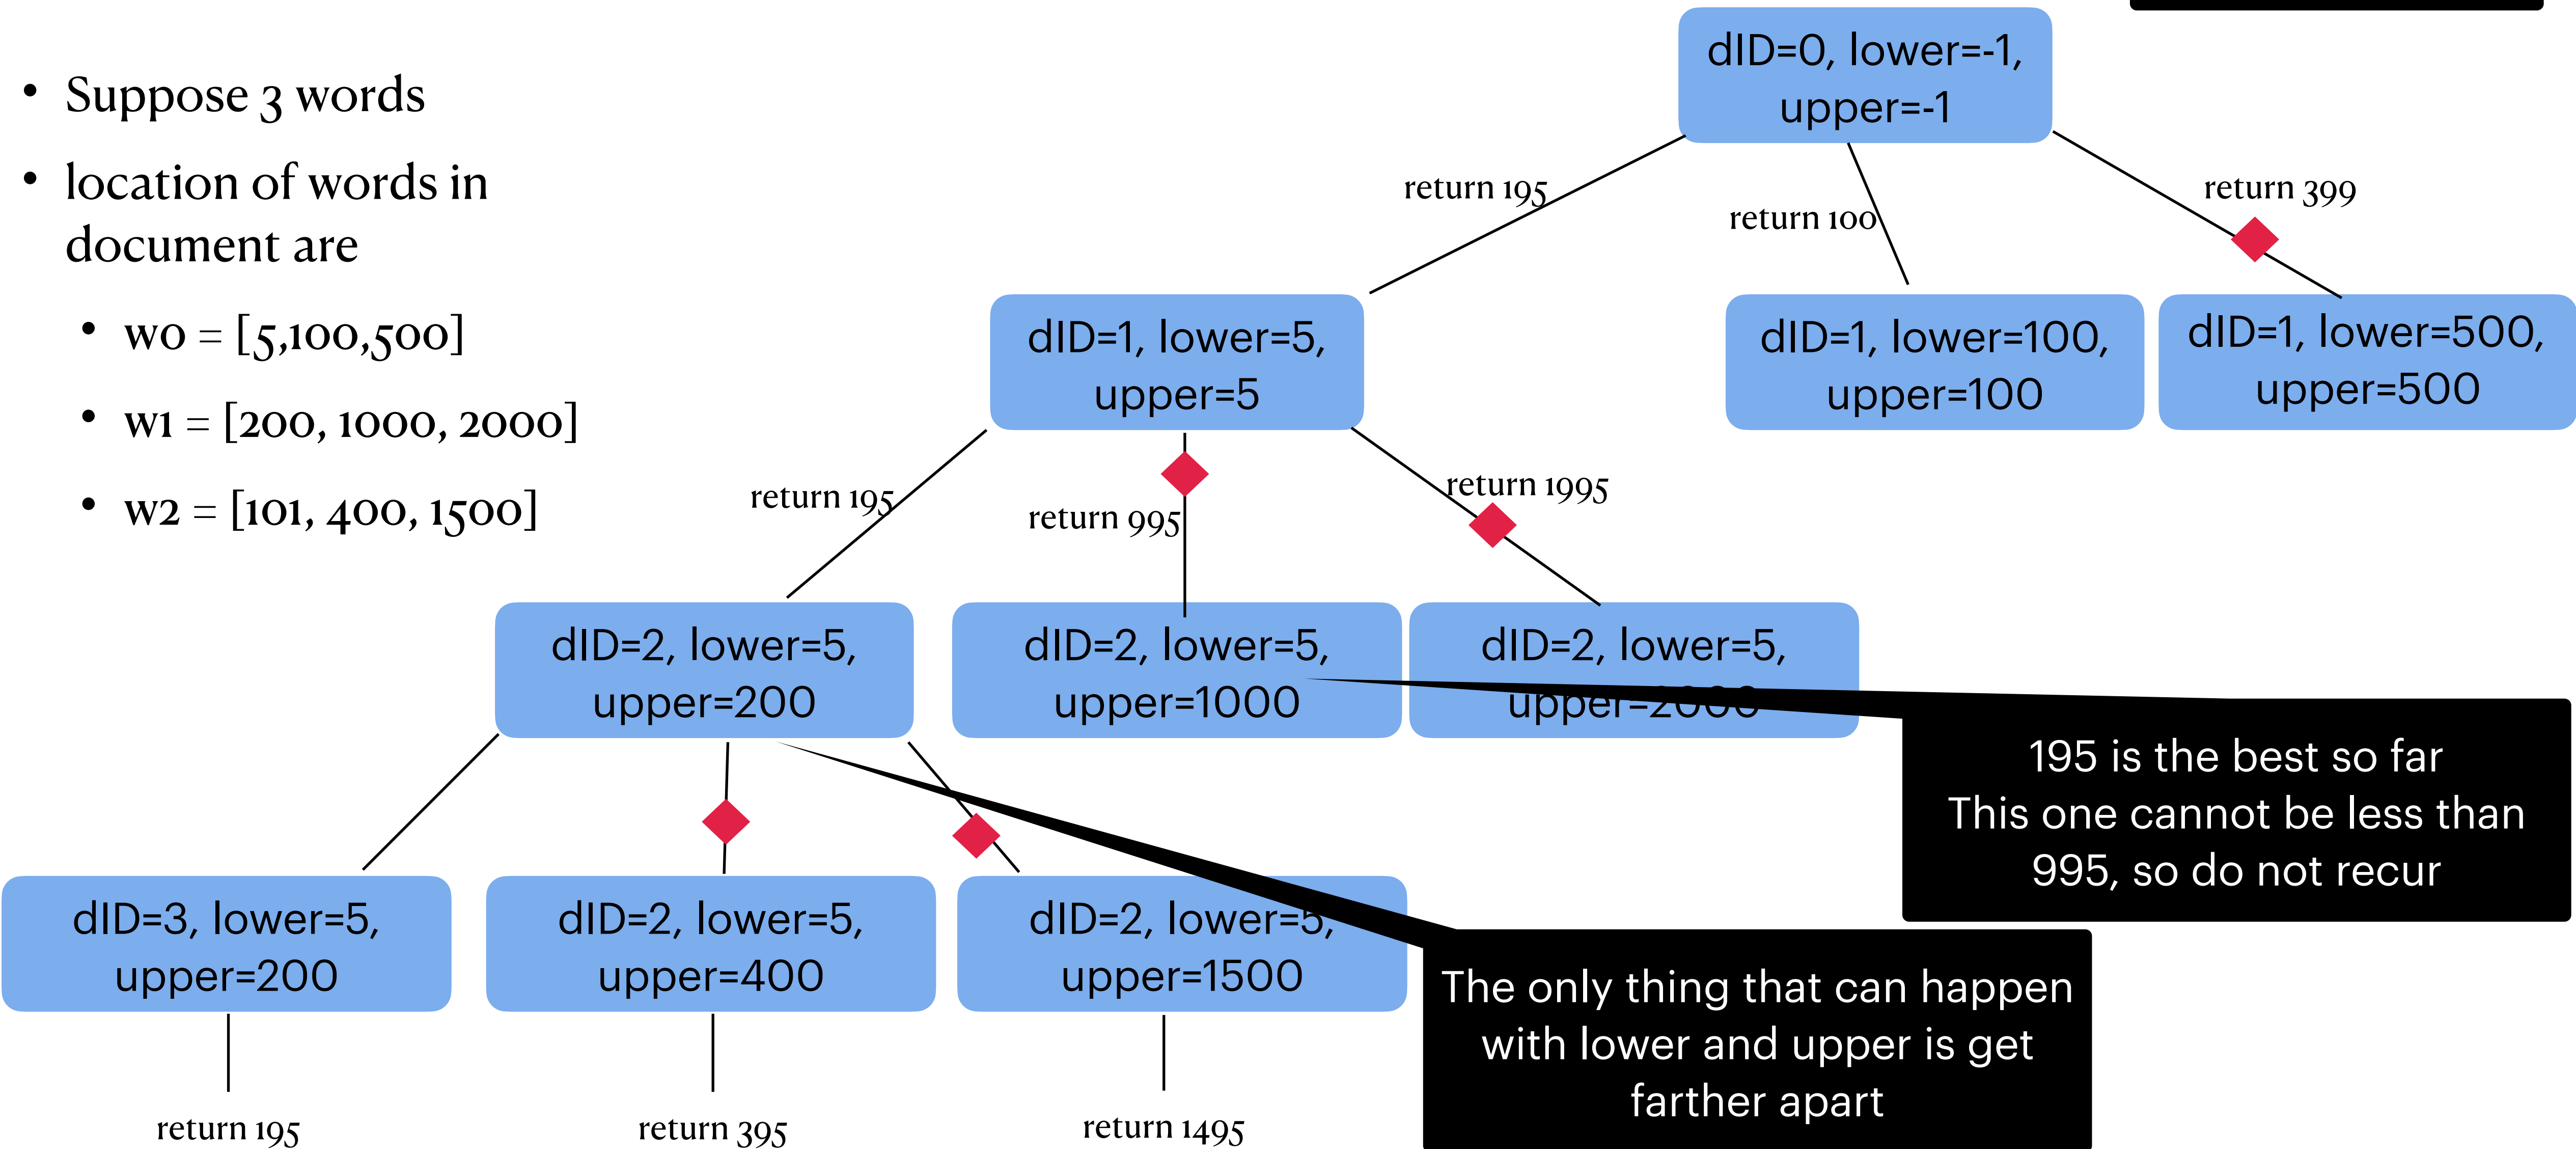 Suppose 3 words
location of words in
document are
w0 = [5,100,500]
w1 = [200, 1000, 2000]
w2 = [101, 400, 1500]
dID=0, lower=-1,
upper=-1
return 195
return 100
return 399
dID=1, lower=5,
upper=5
dID=1, lower=100,
upper=100
dID=1, lower=500,
upper=500
return 195
return 995
return 1995
dID=2, lower=5,
upper=200
dID=2, lower=5,
upper=1000
dID=2, lower=5,
upper=2000
195 is the best so far
This one cannot be less than
995, so do not recur
dID=3, lower=5,
upper=200
dID=2, lower=5,
upper=400
dID=2, lower=5,
upper=1500
The only thing that can happen
with lower and upper is get
farther apart
return 195
return 395
return 1495